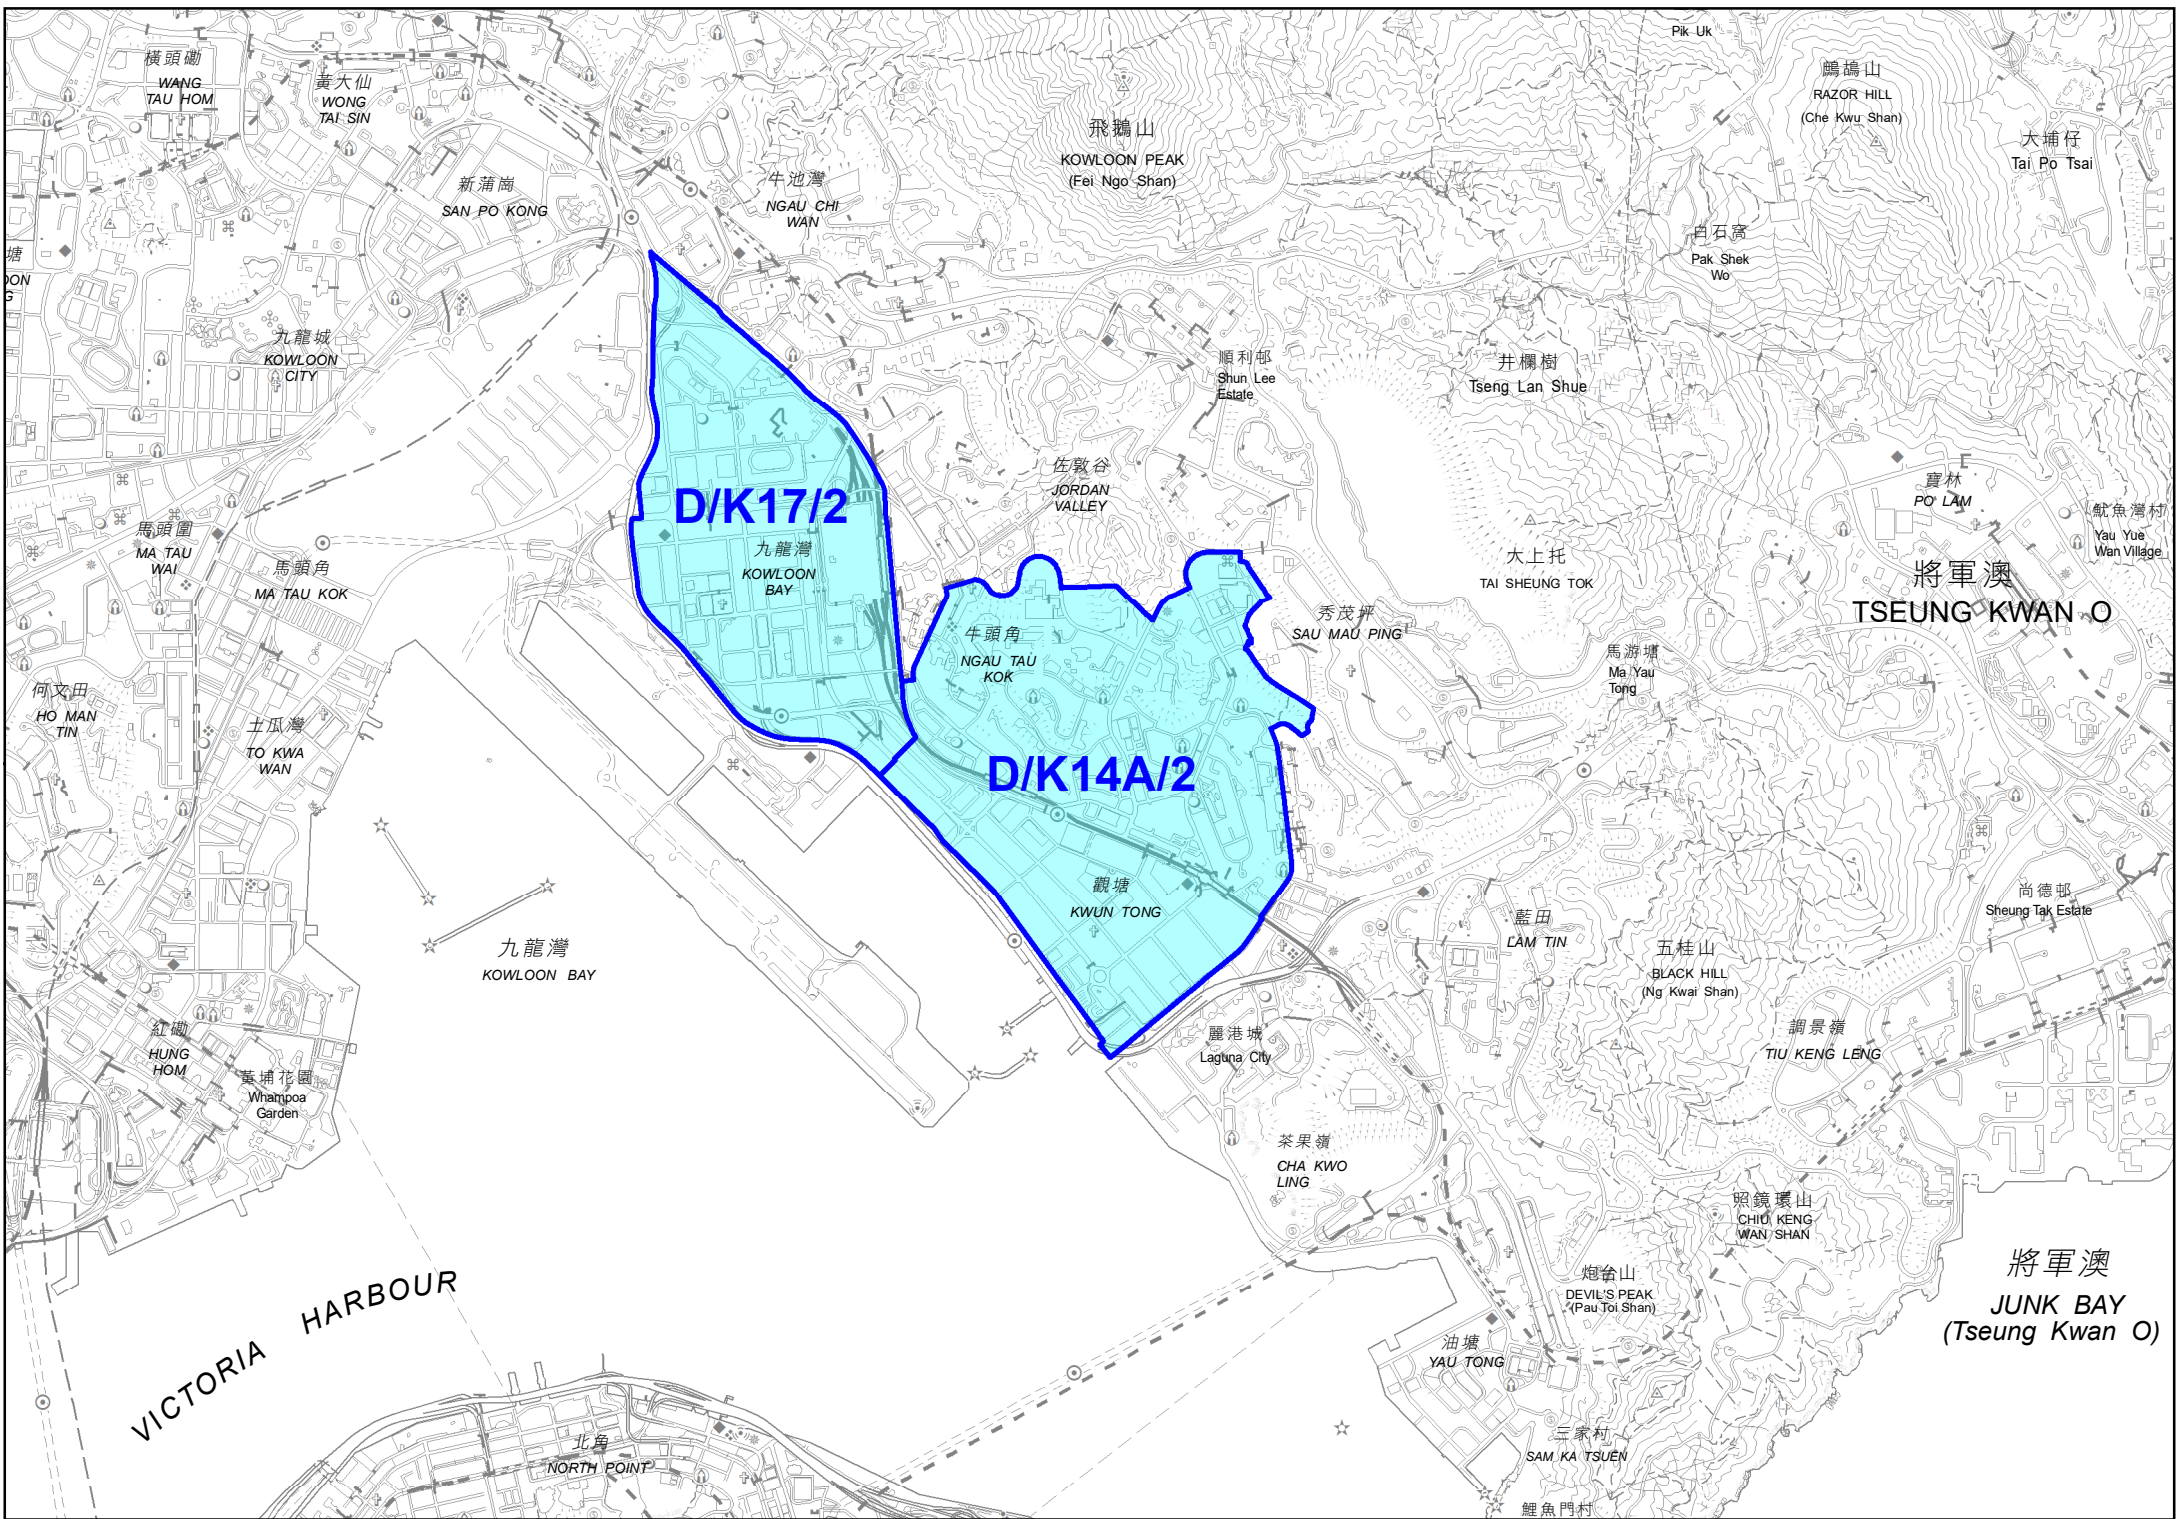 Pik Uk
橫頭磡
WANG
TAU HOM
黃大仙
WONG
TAI SIN
飛鵝山
KOWLOON PEAK
(Fei Ngo Shan)
鷓鴣山
RAZOR HILL
(Che Kwu Shan)
大埔仔
Tai Po Tsai
新蒲崗
SAN PO KONG
牛池灣
NGAU CHI
WAN
白石窩
Pak Shek
Wo
塘
OON
G
九龍城
KOWLOON
CITY
順利邨
Shun Lee
Estate
井欄樹
Tseng Lan Shue
D/K17/2
佐敦谷
JORDAN
VALLEY
寶林
PO LAM
魷魚灣村
Yau Yue
Wan Village
馬頭圍
MA TAU
WAI
馬頭角
MA TAU KOK
九龍灣
KOWLOON
BAY
大上托
TAI SHEUNG TOK
將軍澳
TSEUNG KWAN O
牛頭角
NGAU TAU
KOK
秀茂坪
SAU MAU PING
馬游塘
Ma Yau
Tong
何文田
HO MAN
TIN
土瓜灣
TO KWA
WAN
D/K14A/2
觀塘
KWUN TONG
尚德邨
Sheung Tak Estate
九龍灣
KOWLOON BAY
藍田
LAM TIN
五桂山
BLACK HILL
(Ng Kwai Shan)
紅磡
HUNG
HOM
黃埔花園
Whampoa
Garden
麗港城
Laguna City
調景嶺
TIU KENG LENG
茶果嶺
CHA KWO
LING
照鏡環山
CHIU KENG
WAN SHAN
VICTORIA HARBOUR
炮台山
DEVIL'S PEAK
(Pau Toi Shan)
將軍澳
JUNK BAY
(Tseung Kwan O)
油塘
YAU TONG
北角
NORTH POINT
三家村
SAM KA TSUEN
鯉魚門村